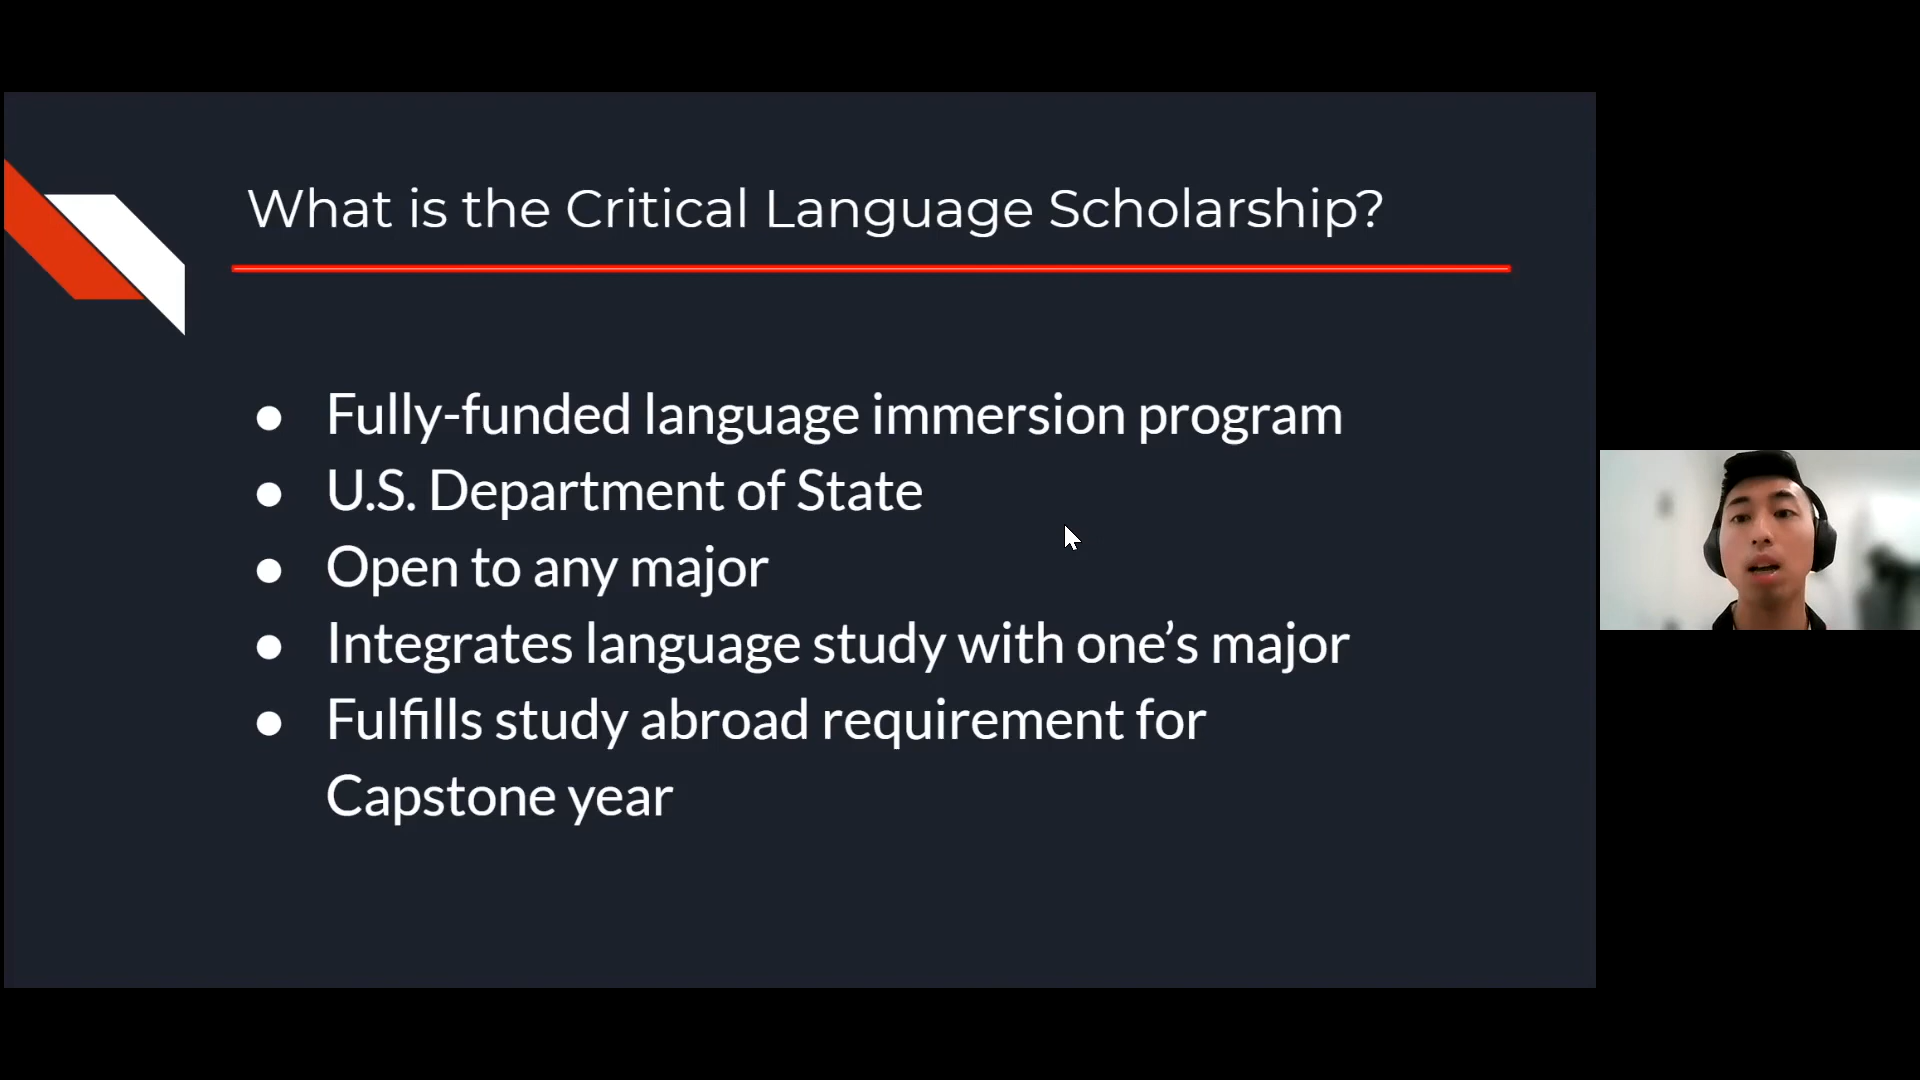 What is the Critical Language Scholarship?
● Fully-funded language immersion program
● U.S. Department of State
● Open to any major
● Integrates language study with one’s major
● Fulfills study abroad requirement for
Capstone year